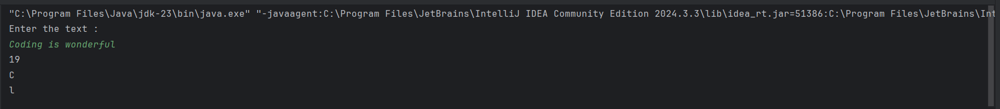 "C:\Program Files\Java\jdk-23\bin\java.exe" "-javaagent:C:\Program Files\JetBrains\IntelliJ IDEA Community Edition 2024.3.3\lib\idea_rt.jar=51386:C:\Program Files\JetBrains\Int
Enter the text :
Coding is wonderful
19
C
l